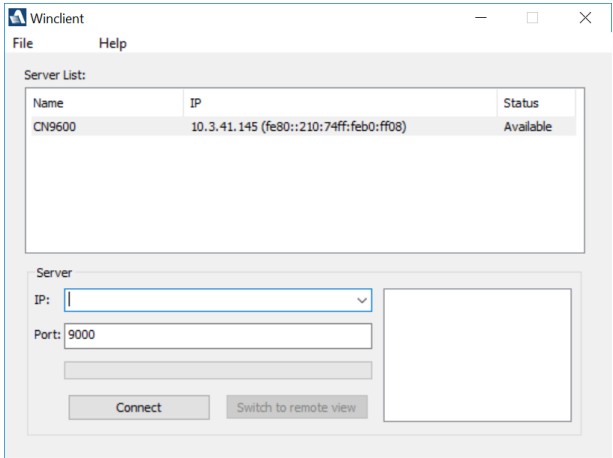 Winclient
File Help
Server List:
Name IP Status
CN9600 10.3.41.145 (fe80::210:74ff:feb0:ff08) Available
Server
IP:
Port: 9000
Connect Switch to remote view